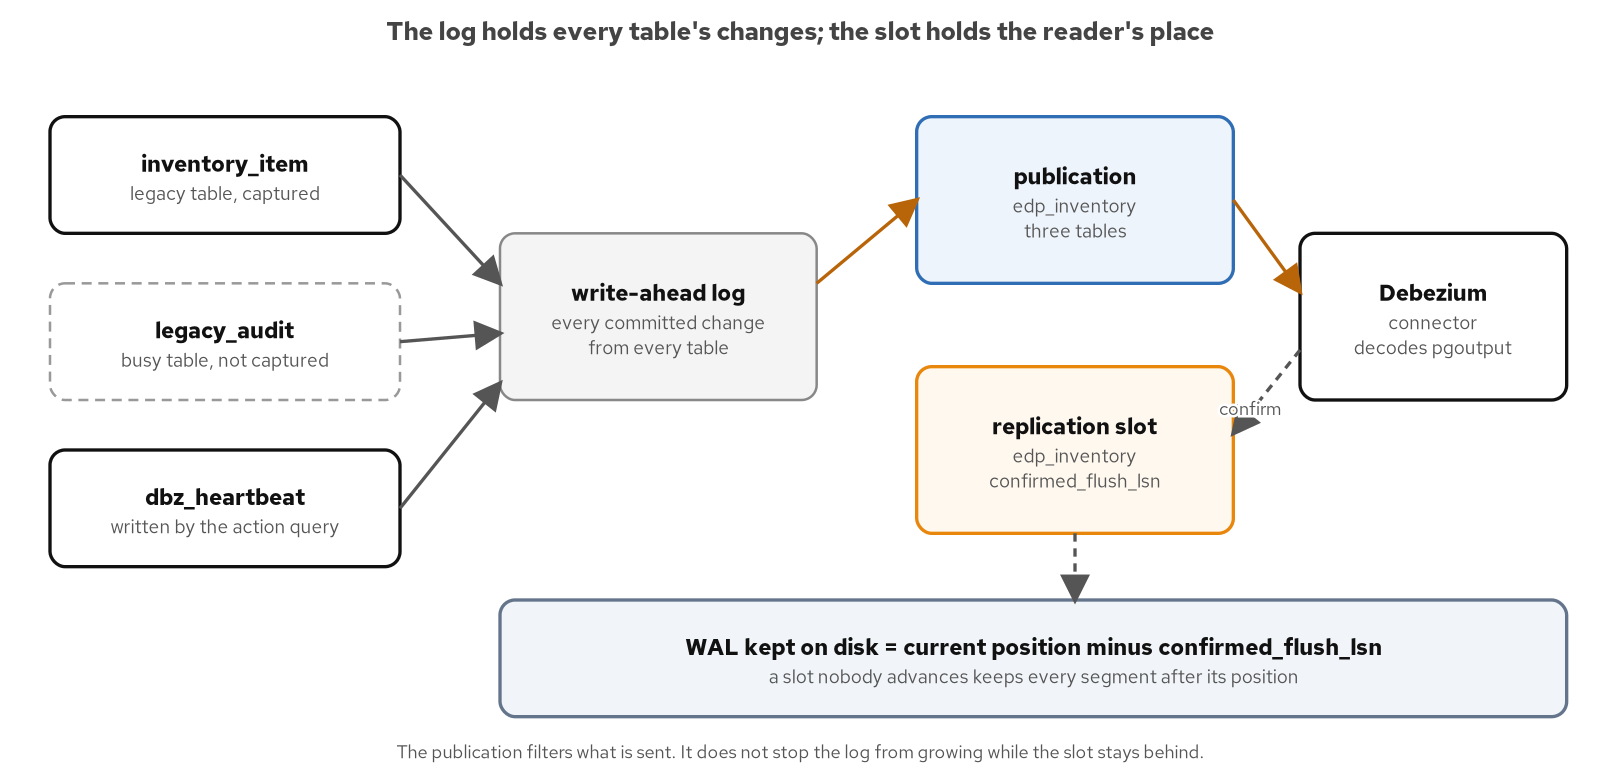 The log holds every table's changes; the slot holds the reader's place
inventory_item
legacy table, captured
legacy_audit
busy table, not captured
dbz_heartbeat
written by the action query
write-ahead log
every committed change
from every table
publication
edp_inventory
three tables
Debezium
connector
decodes pgoutput
confirm
replication slot
edp_inventory
confirmed_flush_lsn
WAL kept on disk = current position minus confirmed_flush_lsn
a slot nobody advances keeps every segment after its position
The publication filters what is sent. It does not stop the log from growing while the slot stays behind.